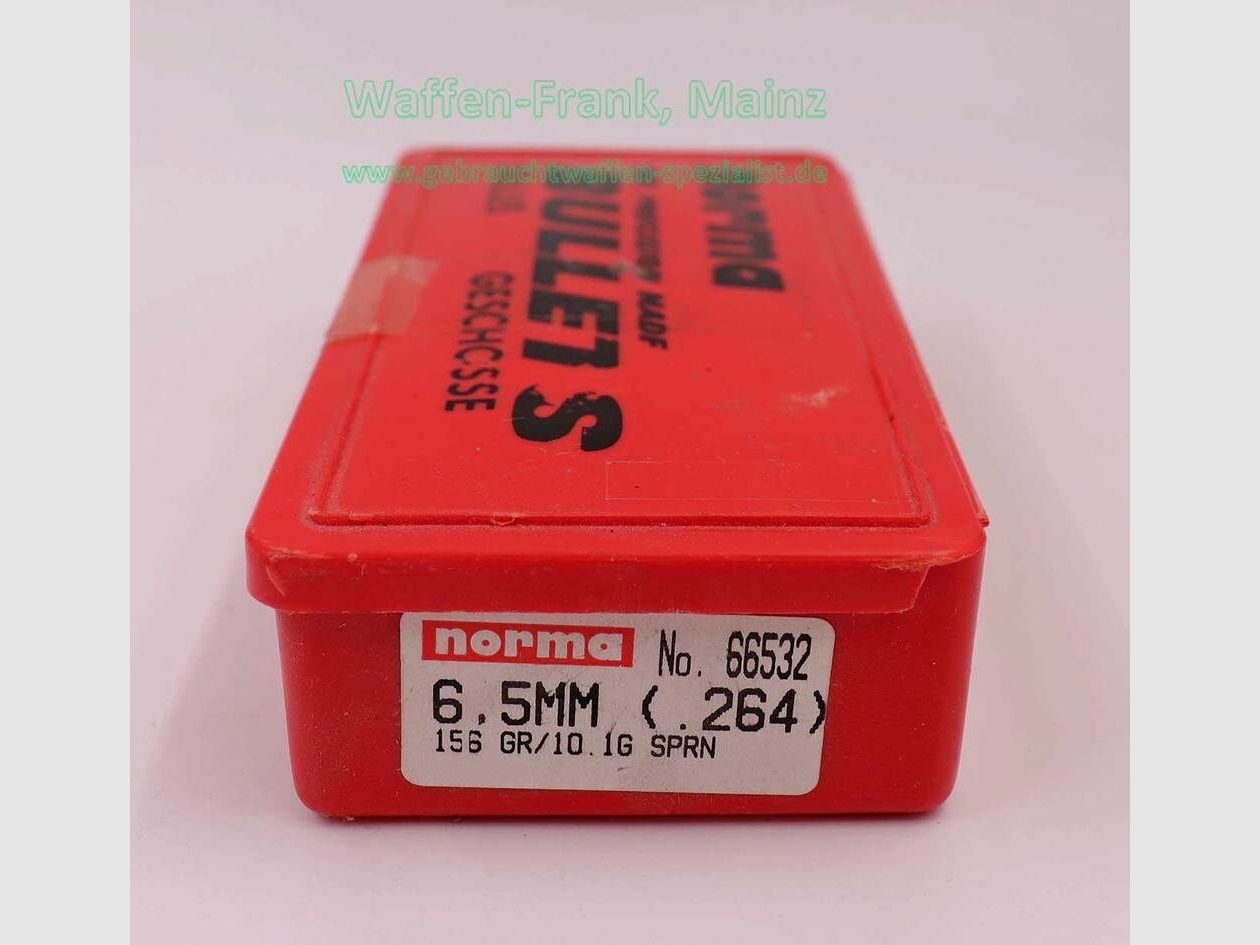 Waffen-Frank, Mainz
www.gebrauchtwaffen-spezialist.de
norma
PRECISION MADE
BULLETS
GESCHOSSE
norma No. 66532
6.5MM (.264)
156 GR/10.1G SPRN